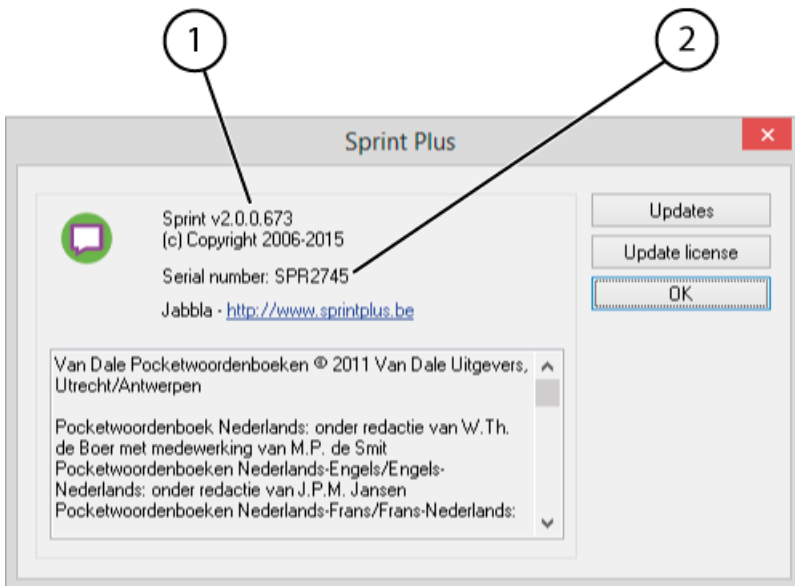 1
2
Sprint Plus
Sprint v2.0.0.673
(c) Copyright 2006-2015
Serial number: SPR2745
Jabbla - http://www.sprintplus.be
Updates
Update license
OK
Van Dale Pocketwoordenboeken © 2011 Van Dale Uitgevers,
Utrecht/Antwerpen
Pocketwoordenboek Nederlands: onder redactie van W.Th.
de Boer met medewerking van M.P. de Smit
Pocketwoordenboeken Nederlands-Engels/Engels-
Nederlands: onder redactie van J.P.M. Jansen
Pocketwoordenboeken Nederlands-Frans/Frans-Nederlands: